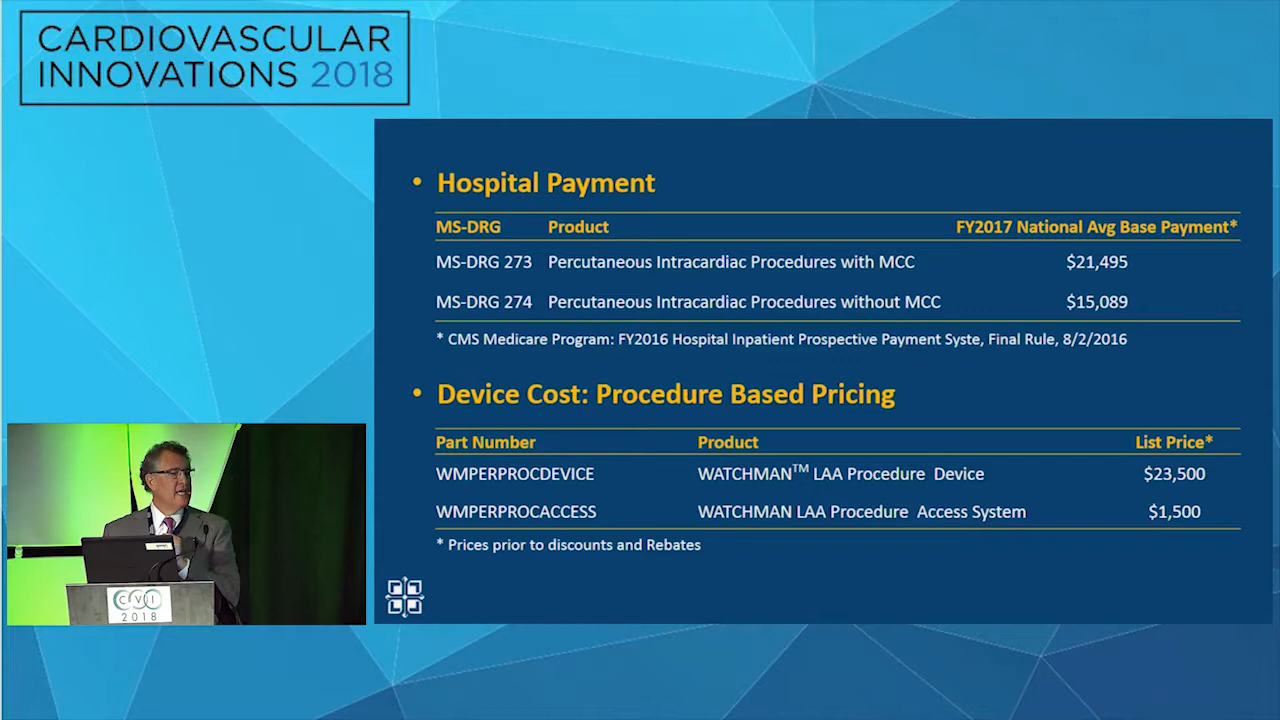 CARDIOVASCULAR
INNOVATIONS 2018
• Hospital Payment
MS-DRG Product FY2017 National Avg Base Payment*
MS-DRG 273 Percutaneous Intracardiac Procedures with MCC $21,495
MS-DRG 274 Percutaneous Intracardiac Procedures without MCC $15,089
* CMS Medicare Program: FY2016 Hospital Inpatient Prospective Payment Syste, Final Rule, 8/2/2016
• Device Cost: Procedure Based Pricing
Part Number Product List Price*
WMPERPROCDEVICE WATCHMAN™ LAA Procedure Device $23,500
WMPERPROCACCESS WATCHMAN LAA Procedure Access System $1,500
* Prices prior to discounts and Rebates
CVI
2018